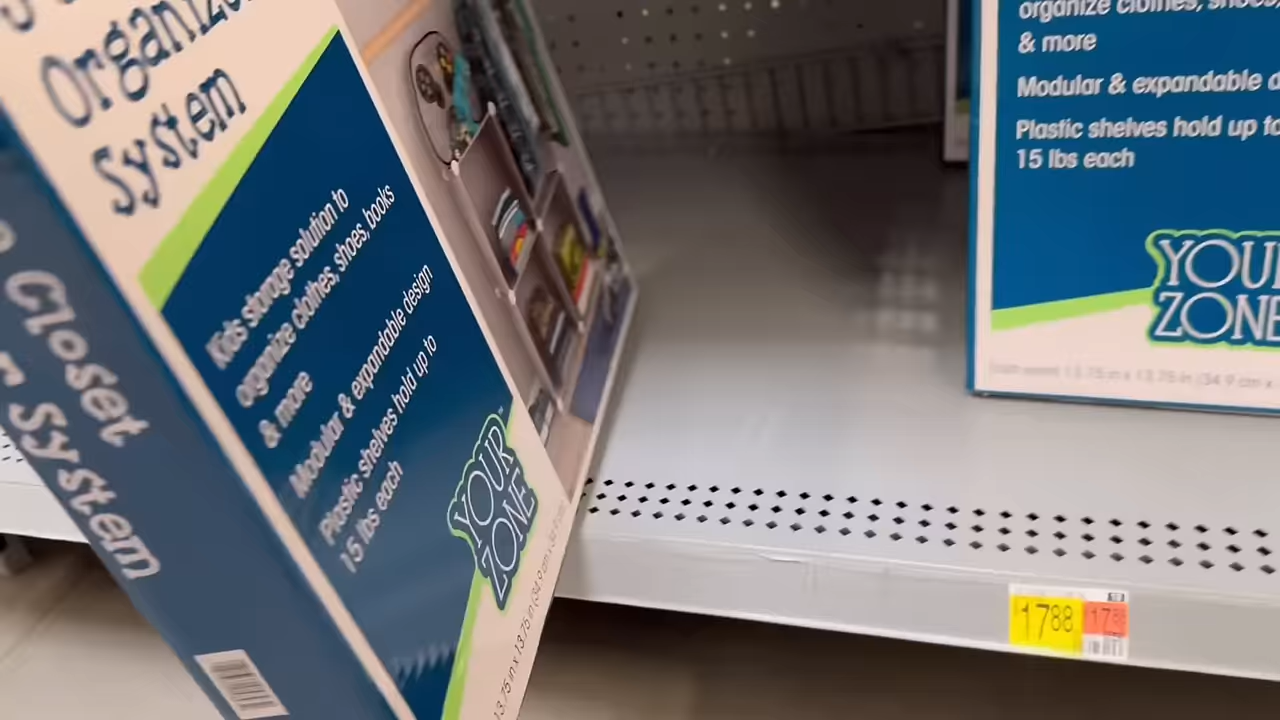 Organizer
System
Kids storage solution to
organize clothes, shoes, books
& more
Modular & expandable design
Plastic shelves hold up to
15 lbs each
YOUR
ZONE
Closet
System
organize clothes, shoes,
& more
Modular & expandable
Plastic shelves hold up to
15 lbs each
YOUR
ZONE
1788